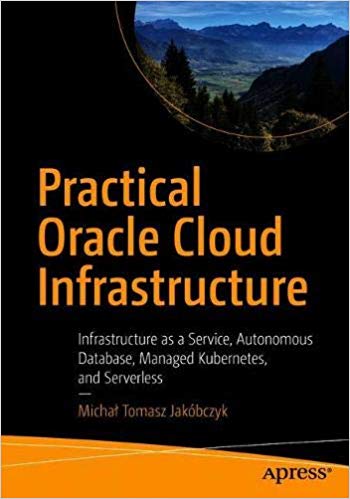 Practical
Oracle Cloud
Infrastructure
Infrastructure as a Service, Autonomous
Database, Managed Kubernetes,
and Serverless
—
Michał Tomasz Jakóbczyk
Apress®